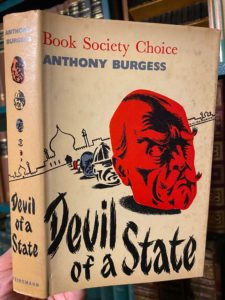 ANTHONY
BURGESS
Devil
of a
State
HEINEMANN
Book Society Choice
ANTHONY BURGESS
Devil
of a State